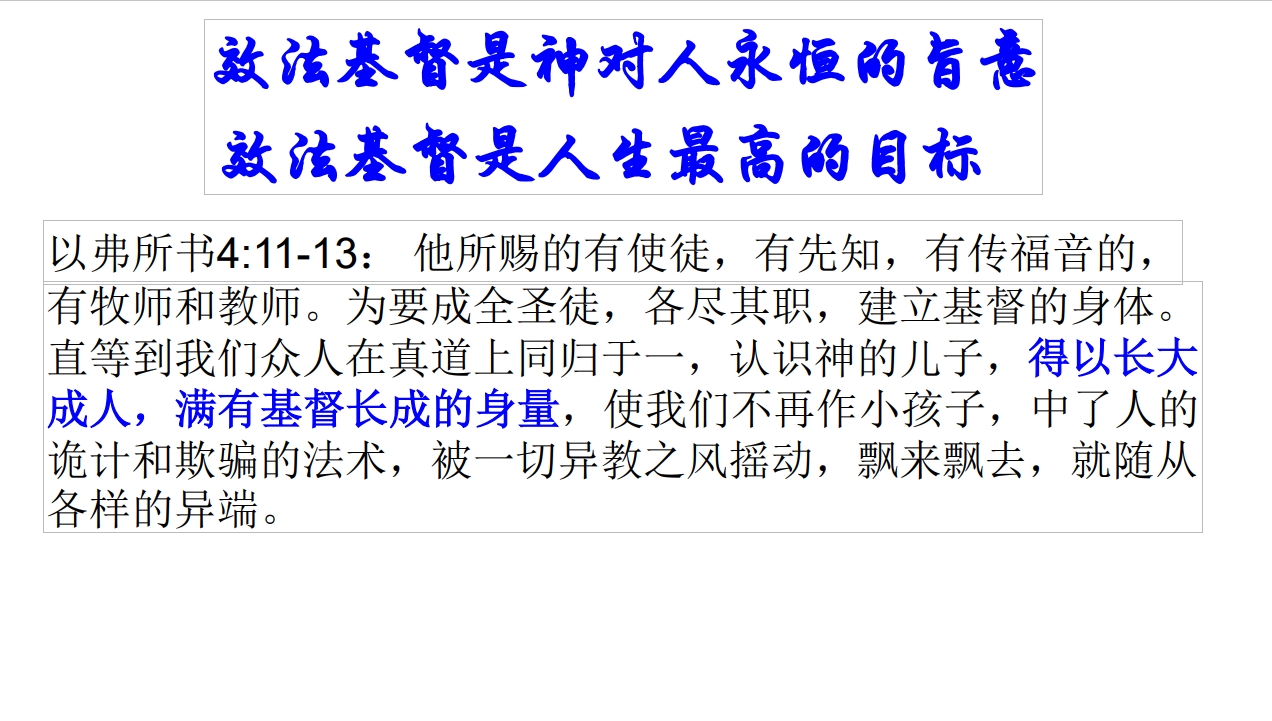 效法基督是神对人永恒的旨意
效法基督是人生最高的目标
以弗所书4:11-13： 他所赐的有使徒，有先知，有传福音的，
有牧师和教师。为要成全圣徒，各尽其职，建立基督的身体。
直等到我们众人在真道上同归于一，认识神的儿子，得以长大
成人，满有基督长成的身量，使我们不再作小孩子，中了人的
诡计和欺骗的法术，被一切异教之风摇动，飘来飘去，就随从
各样的异端。